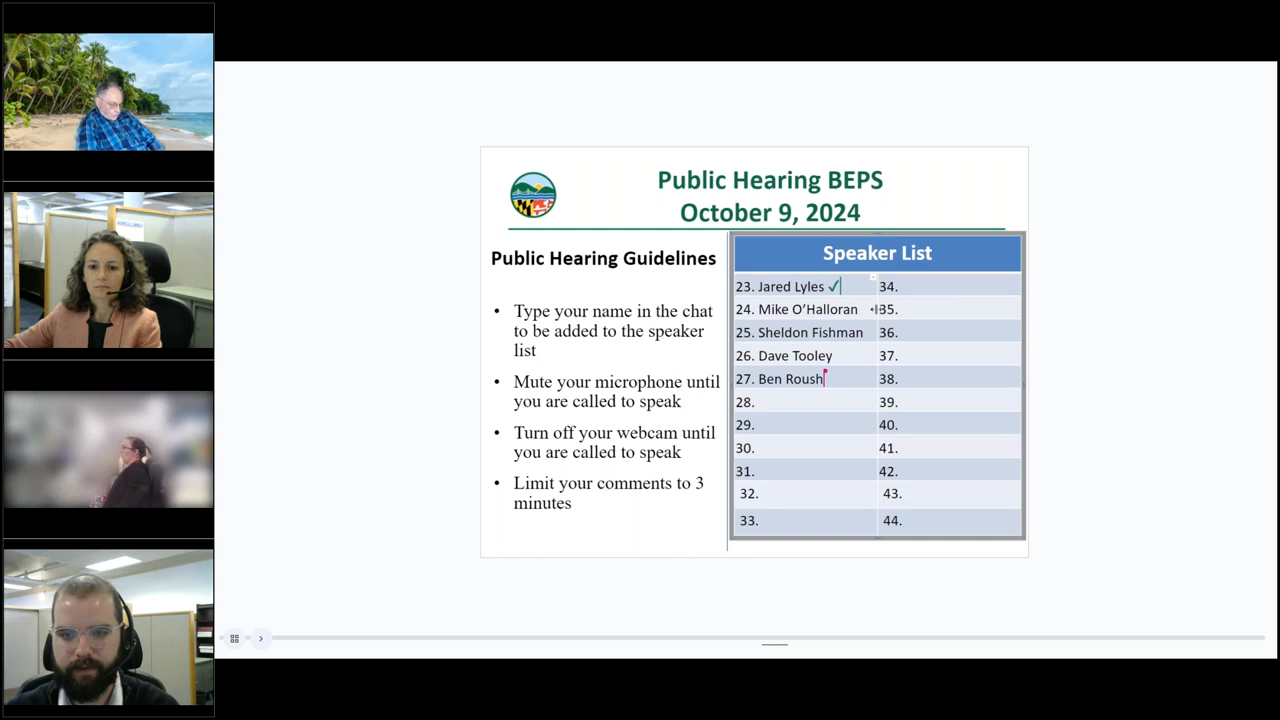 Public Hearing BEPS
October 9, 2024
Public Hearing Guidelines
• Type your name in the chat
to be added to the speaker
list
• Mute your microphone until
you are called to speak
• Turn off your webcam until
you are called to speak
• Limit your comments to 3
minutes
Speaker List
23. Jared Lyles ✓ 34.
24. Mike O’Halloran 35.
25. Sheldon Fishman 36.
26. Dave Tooley 37.
27. Ben Roush 38.
28. 39.
29. 40.
30. 41.
31. 42.
32. 43.
33. 44.